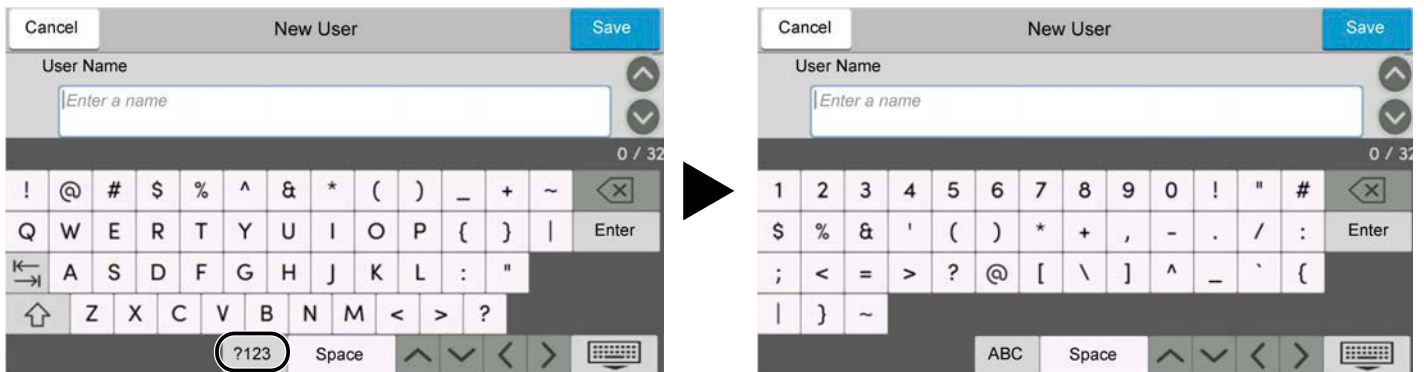 Cancel New User Save
User Name
Enter a name
0 / 32
! @ # $ % ^ & * ( ) _ + ~
Q W E R T Y U I O P { } | Enter
A S D F G H J K L : "
Z X C V B N M < > ?
?123 Space
Cancel New User Save
User Name
Enter a name
0 / 32
1 2 3 4 5 6 7 8 9 0 ! " #
$ % & ' ( ) * + , - . / : Enter
; < = > ? @ [ \ ] ^ _ ` {
| } ~
ABC Space